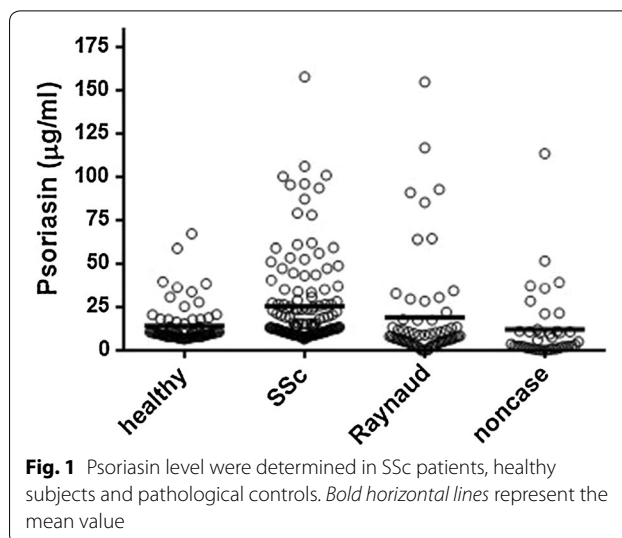 175
150
125
100
75
50
25
0
Psoriasin (μg/ml)
healthy
SSc
Raynaud
noncase
Fig. 1 Psoriasin level were determined in SSc patients, healthy
subjects and pathological controls. Bold horizontal lines represent the
mean value